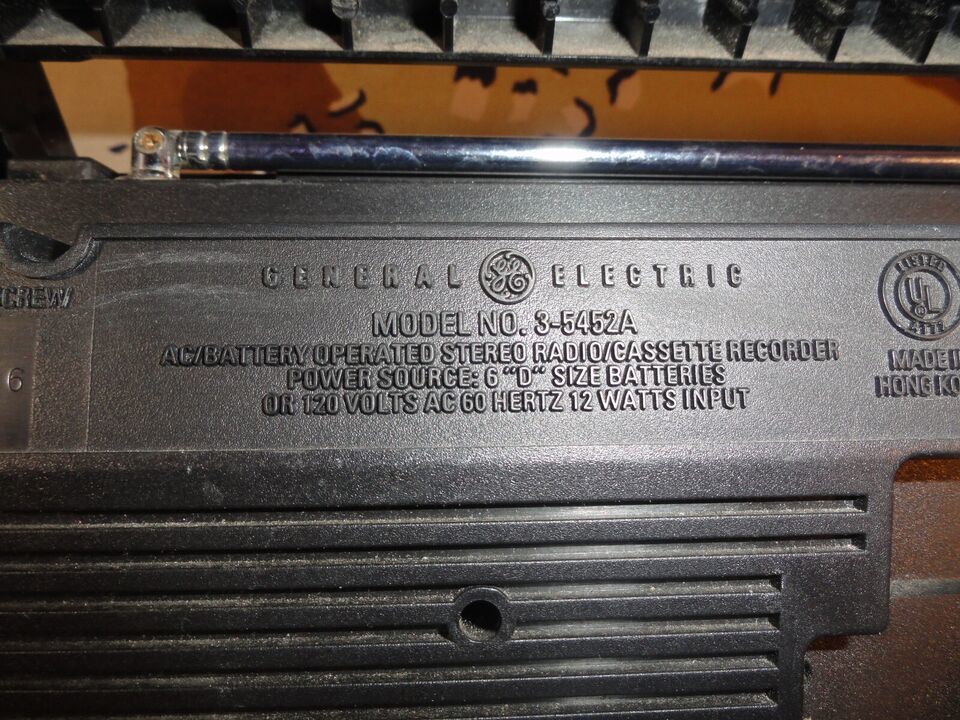 GENERAL GE ELECTRIC
MODEL NO. 3-5452A
AC/BATTERY OPERATED STEREO RADIO/CASSETTE RECORDER
POWER SOURCE: 6 "D" SIZE BATTERIES
OR 120 VOLTS AC 60 HERTZ 12 WATTS INPUT
CREW
6
LISTED
UL
MADE I
HONG KO